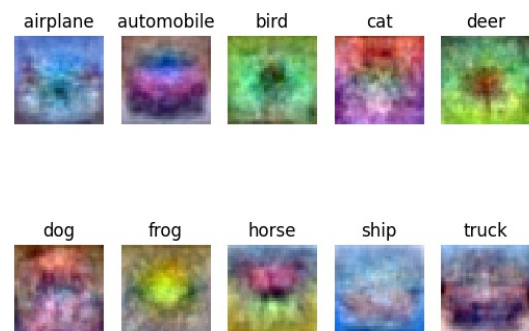 airplane automobile bird cat deer
dog frog horse ship truck